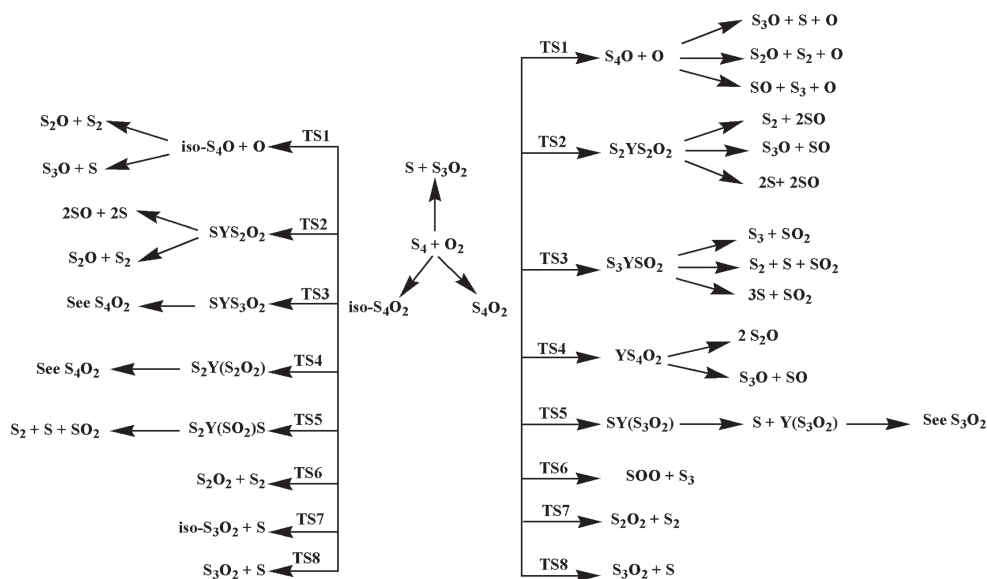 S₂O + S₂
S₃O + S
iso-S₄O + O
TS1
2SO + 2S
S₂O + S₂
SYS₂O₂
TS2
See S₄O₂
SYS₃O₂
TS3
See S₄O₂
S₂Y(S₂O₂)
TS4
S₂ + S + SO₂
S₂Y(SO₂)S
TS5
S₂O₂ + S₂
TS6
iso-S₃O₂ + S
TS7
S₃O₂ + S
TS8
S + S₃O₂
S₄ + O₂
iso-S₄O₂
S₄O₂
TS1
S₄O + O
S₃O + S + O
S₂O + S₂ + O
SO + S₃ + O
TS2
S₂YS₂O₂
S₂ + 2SO
S₃O + SO
2S+ 2SO
TS3
S₃YSO₂
S₃ + SO₂
S₂ + S + SO₂
3S + SO₂
TS4
YS₄O₂
2 S₂O
S₃O + SO
TS5
SY(S₃O₂)
S + Y(S₃O₂)
See S₃O₂
TS6
SOO + S₃
TS7
S₂O₂ + S₂
TS8
S₃O₂ + S